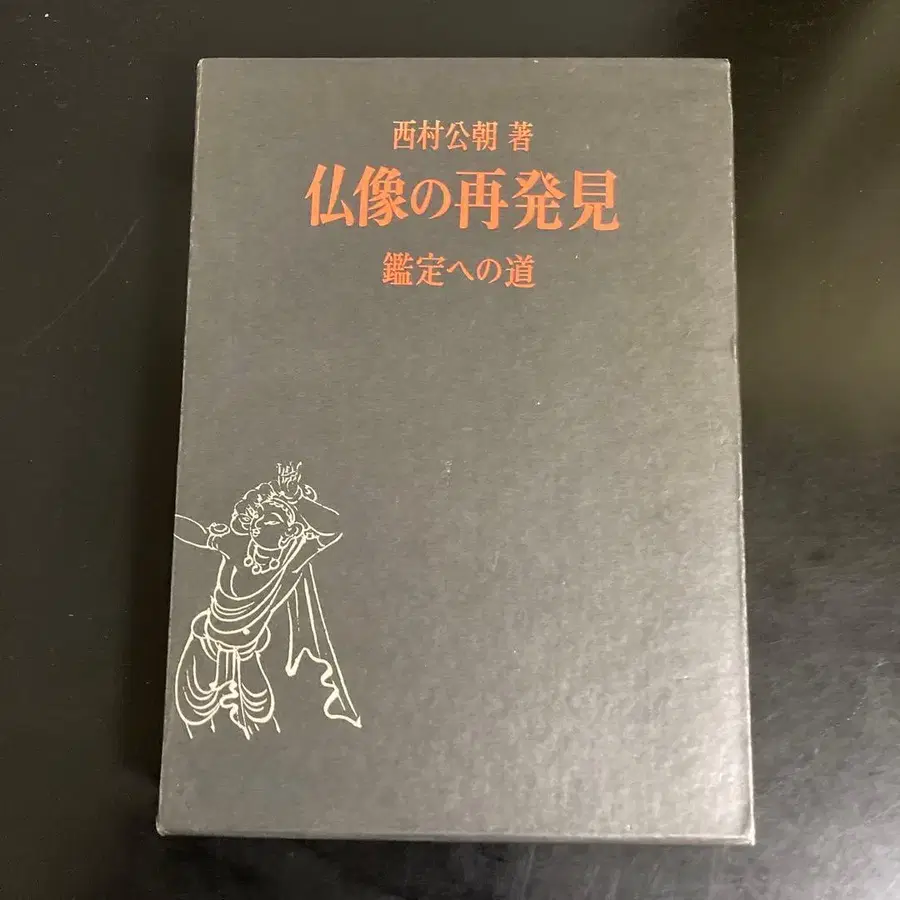 西村公朝 著
仏像の再発見
鑑定への道